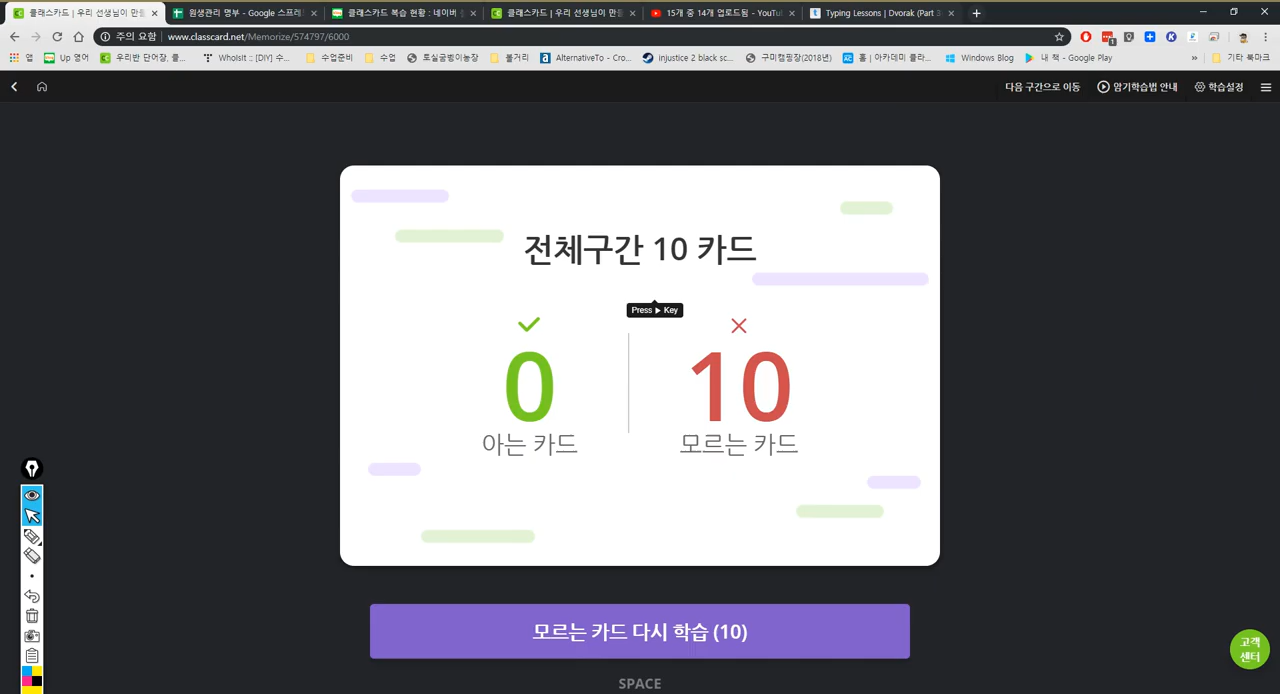 클래스카드 | 우리 선생님이 만든
원생관리 명부 - Google 스프레
클래스카드 복습 현황 : 네이버
클래스카드 | 우리 선생님이 만든
15개 중 14개 업로드됨 - YouTu
Typing Lessons | Dvorak (Part 3
주의 요함 www.classcard.net/Memorize/574797/6000
앱
Up 영어
우리반 단어장, 클...
WhoIst :: [DIY] 수...
수업준비
수업
토실굼벵이농장
볼거리
AlternativeTo - Cro...
injustice 2 black sc...
구미캠핑장(2018년)
홈 | 아카데미 클라...
Windows Blog
내 책 - Google Play
»
기타 북마크
다음 구간으로 이동
암기학습법 안내
학습설정
전체구간 10 카드
Press ▶ Key
0
아는 카드
10
모르는 카드
모르는 카드 다시 학습 (10)
SPACE
고객
센터